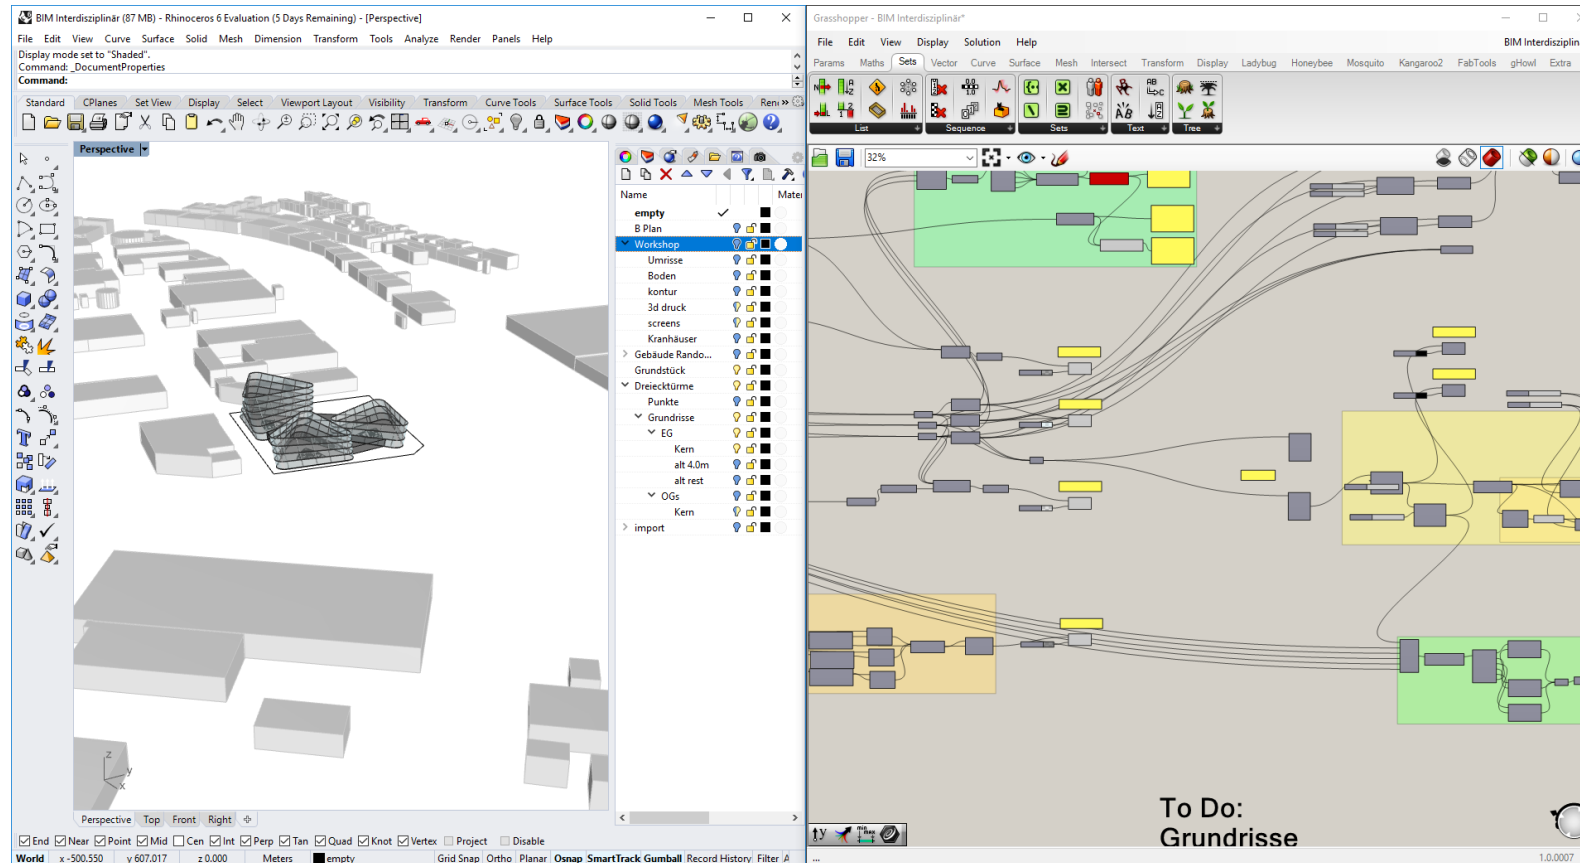 BIM Interdisziplinär (87 MB) - Rhinoceros 6 Evaluation (5 Days Remaining) - [Perspective]
File Edit View Curve Surface Solid Mesh Dimension Transform Tools Analyze Render Panels Help
Display mode set to "Shaded".
Command: _DocumentProperties
Command:
Standard CPlanes Set View Display Select Viewport Layout Visibility Transform Curve Tools Surface Tools Solid Tools Mesh Tools Ren
Perspective
Name Mate
empty
B Plan
Workshop
Umrisse
Boden
kontur
3d druck
screens
Kranhäuser
Gebäude Rando...
Grundstück
Dreiecktürme
Punkte
Grundrisse
EG
Kern
alt 4.0m
alt rest
OGs
Kern
import
z
y
x
Perspective Top Front Right
End Near Point Mid Cen Int Perp Tan Quad Knot Vertex Project Disable
World x -500.550 y 607.017 z 0.000 Meters empty Grid Snap Ortho Planar Osnap SmartTrack Gumball Record History Filter A
Grasshopper - BIM Interdisziplinär*
File Edit View Display Solution Help BIM Interdisziplin
Params Maths Sets Vector Curve Surface Mesh Intersect Transform Display Ladybug Honeybee Mosquito Kangaroo2 FabTools gHowl Extra
List Sequence Sets Text Tree
32%
To Do:
Grundrisse
... 1.0.0007